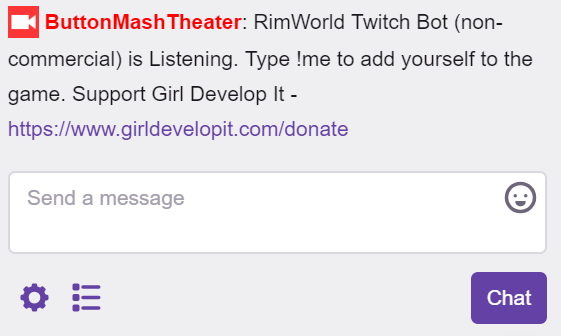 ButtonMashTheater: RimWorld Twitch Bot (non-
commercial) is Listening. Type !me to add yourself to the
game. Support Girl Develop It -
https://www.girldevelopit.com/donate
Send a message
Chat